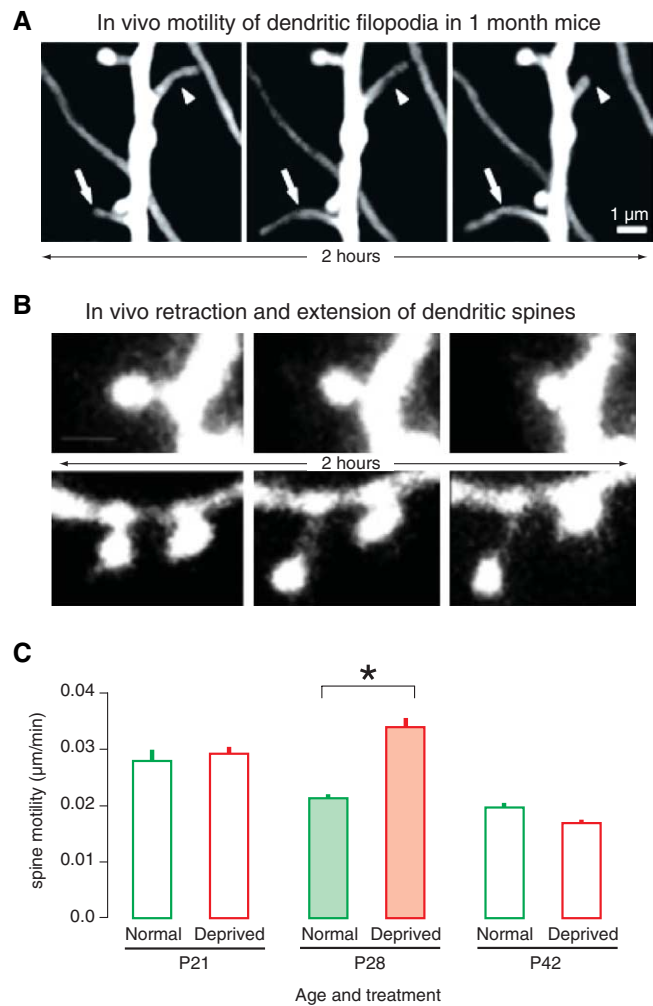 A
In vivo motility of dendritic filopodia in 1 month mice
1 µm
2 hours
B
In vivo retraction and extension of dendritic spines
2 hours
C
spine motility (µm/min)
0.04
0.03
0.02
0.01
0.0
*
Normal Deprived Normal Deprived Normal Deprived
P21 P28 P42
Age and treatment